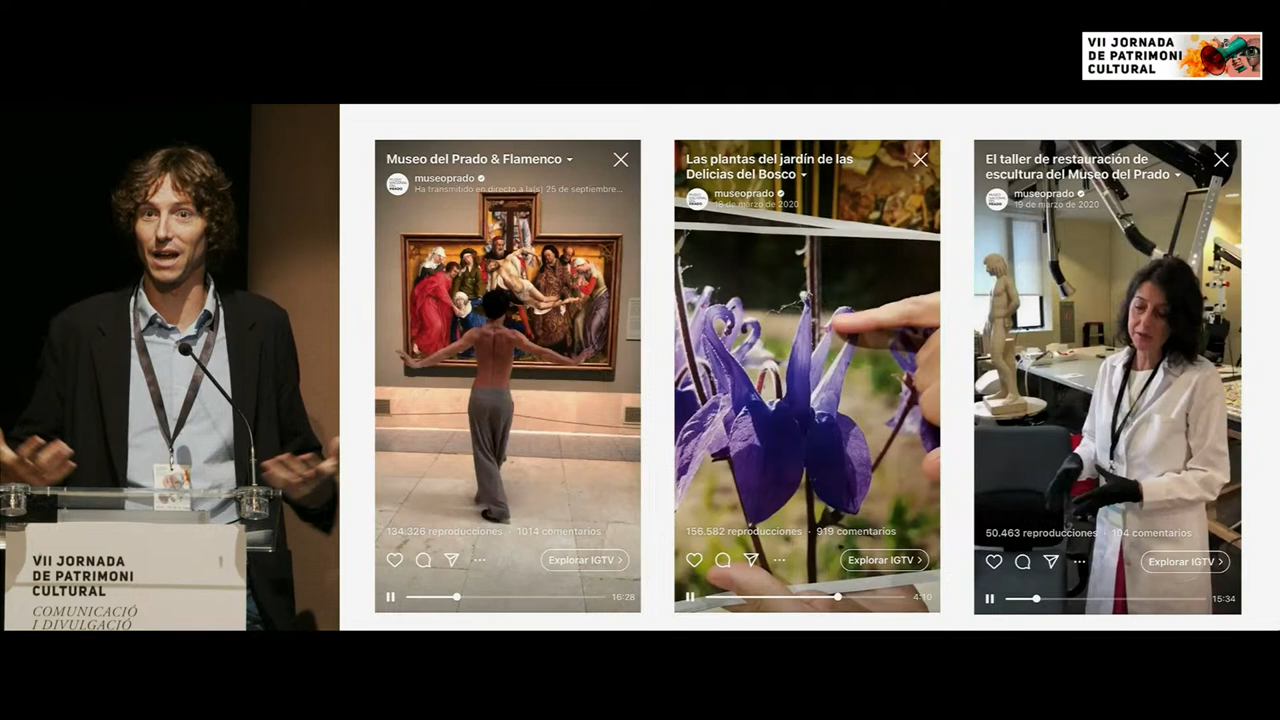 VII JORNADA
DE PATRIMONI
CULTURAL
VII JORNADA
DE PATRIMONI
CULTURAL
COMUNICACIÓ
I DIVULGACIÓ
Museo del Prado & Flamenco
museoprado
Ha transmitido en directo a la(s) 25 de septiembre...
134.326 reproducciones · 1014 comentarios
Explorar IGTV >
16:28
Las plantas del jardín de las
Delicias del Bosco
museoprado
18 de marzo de 2020
156.582 reproducciones · 919 comentarios
Explorar IGTV >
4:10
El taller de restauración de
escultura del Museo del Prado
museoprado
19 de marzo de 2020
50.463 reproducciones · 104 comentarios
Explorar IGTV >
15:34